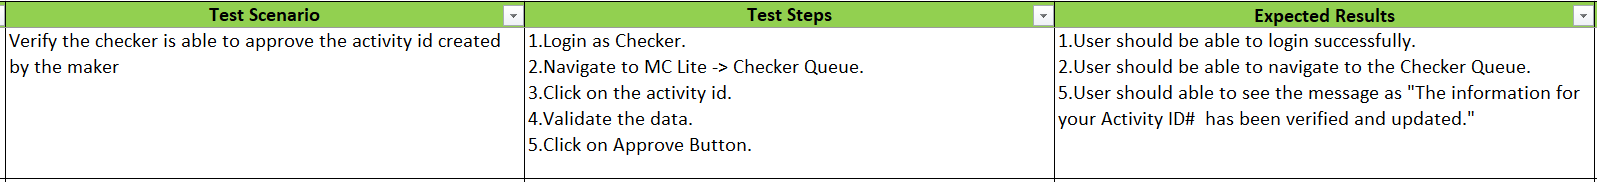 Test Scenario
Test Steps
Expected Results
Verify the checker is able to approve the activity id created
by the maker
1.Login as Checker.
2.Navigate to MC Lite -> Checker Queue.
3.Click on the activity id.
4.Validate the data.
5.Click on Approve Button.
1.User should be able to login successfully.
2.User should be able to navigate to the Checker Queue.
5.User should able to see the message as "The information for
your Activity ID#  has been verified and updated."